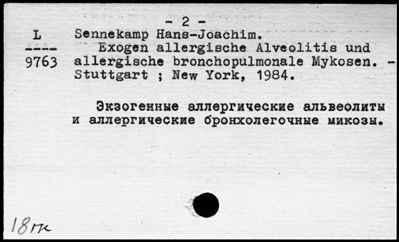 - 2 -
L Sennekamp Hans-Joachim.
---- Exogen allergische Alveolitis und
9763 allergische bronchopulmonale Mykosen. -
Stuttgart ; New York, 1984.
Экзогенные аллергические альвеолиты
и аллергические бронхолегочные микозы.